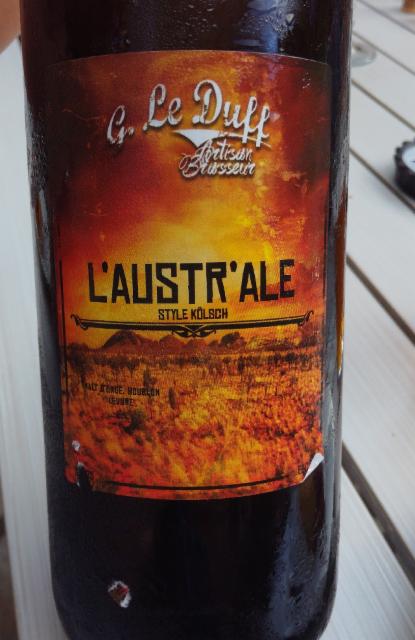 G. Le Duff
Artisan
Brasseur
L'AUSTR'ALE
STYLE KÖLSCH
MALT D'ORGE, HOUBLON
LEVURE